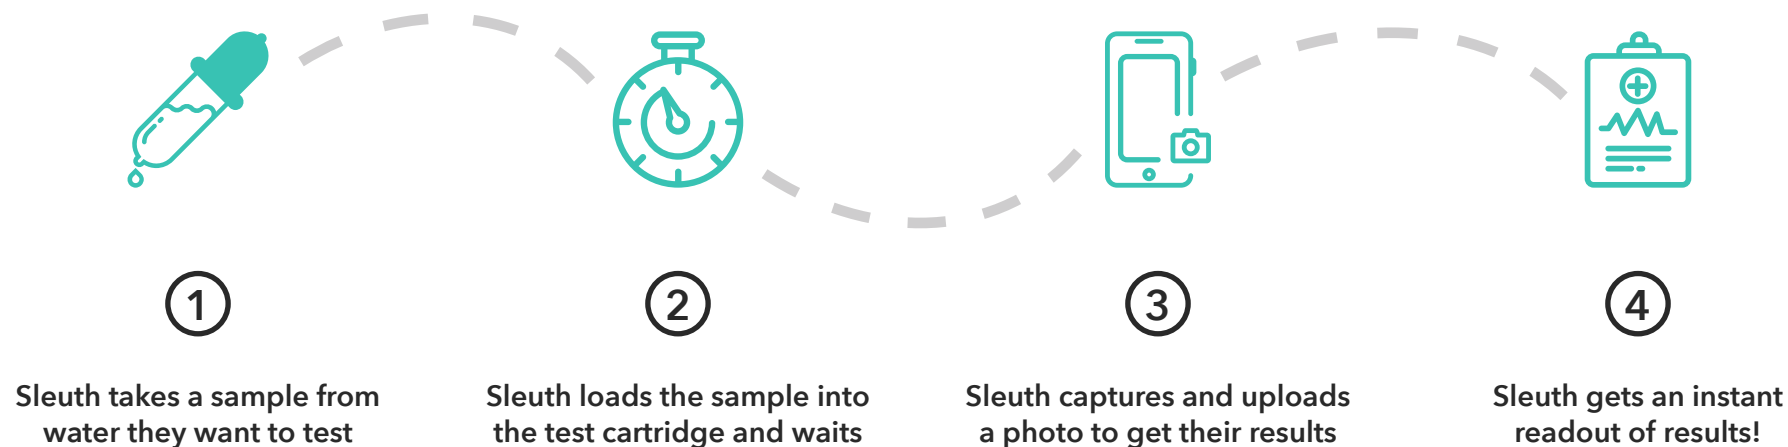 1
Sleuth takes a sample from
water they want to test
2
Sleuth loads the sample into
the test cartridge and waits
3
Sleuth captures and uploads
a photo to get their results
4
Sleuth gets an instant
readout of results!